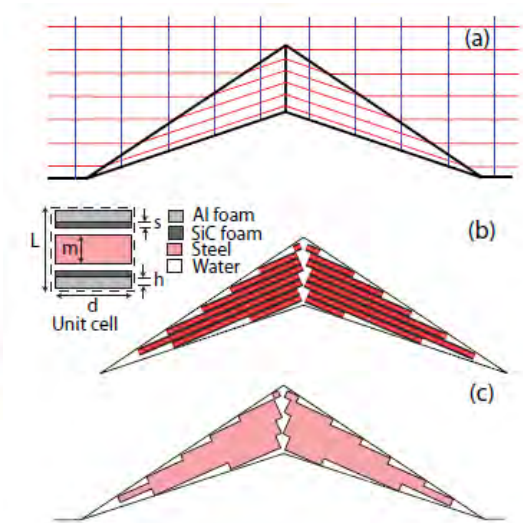 (a)
L
m
s
h
d
Unit cell
Al foam
SiC foam
Steel
Water
(b)
(c)